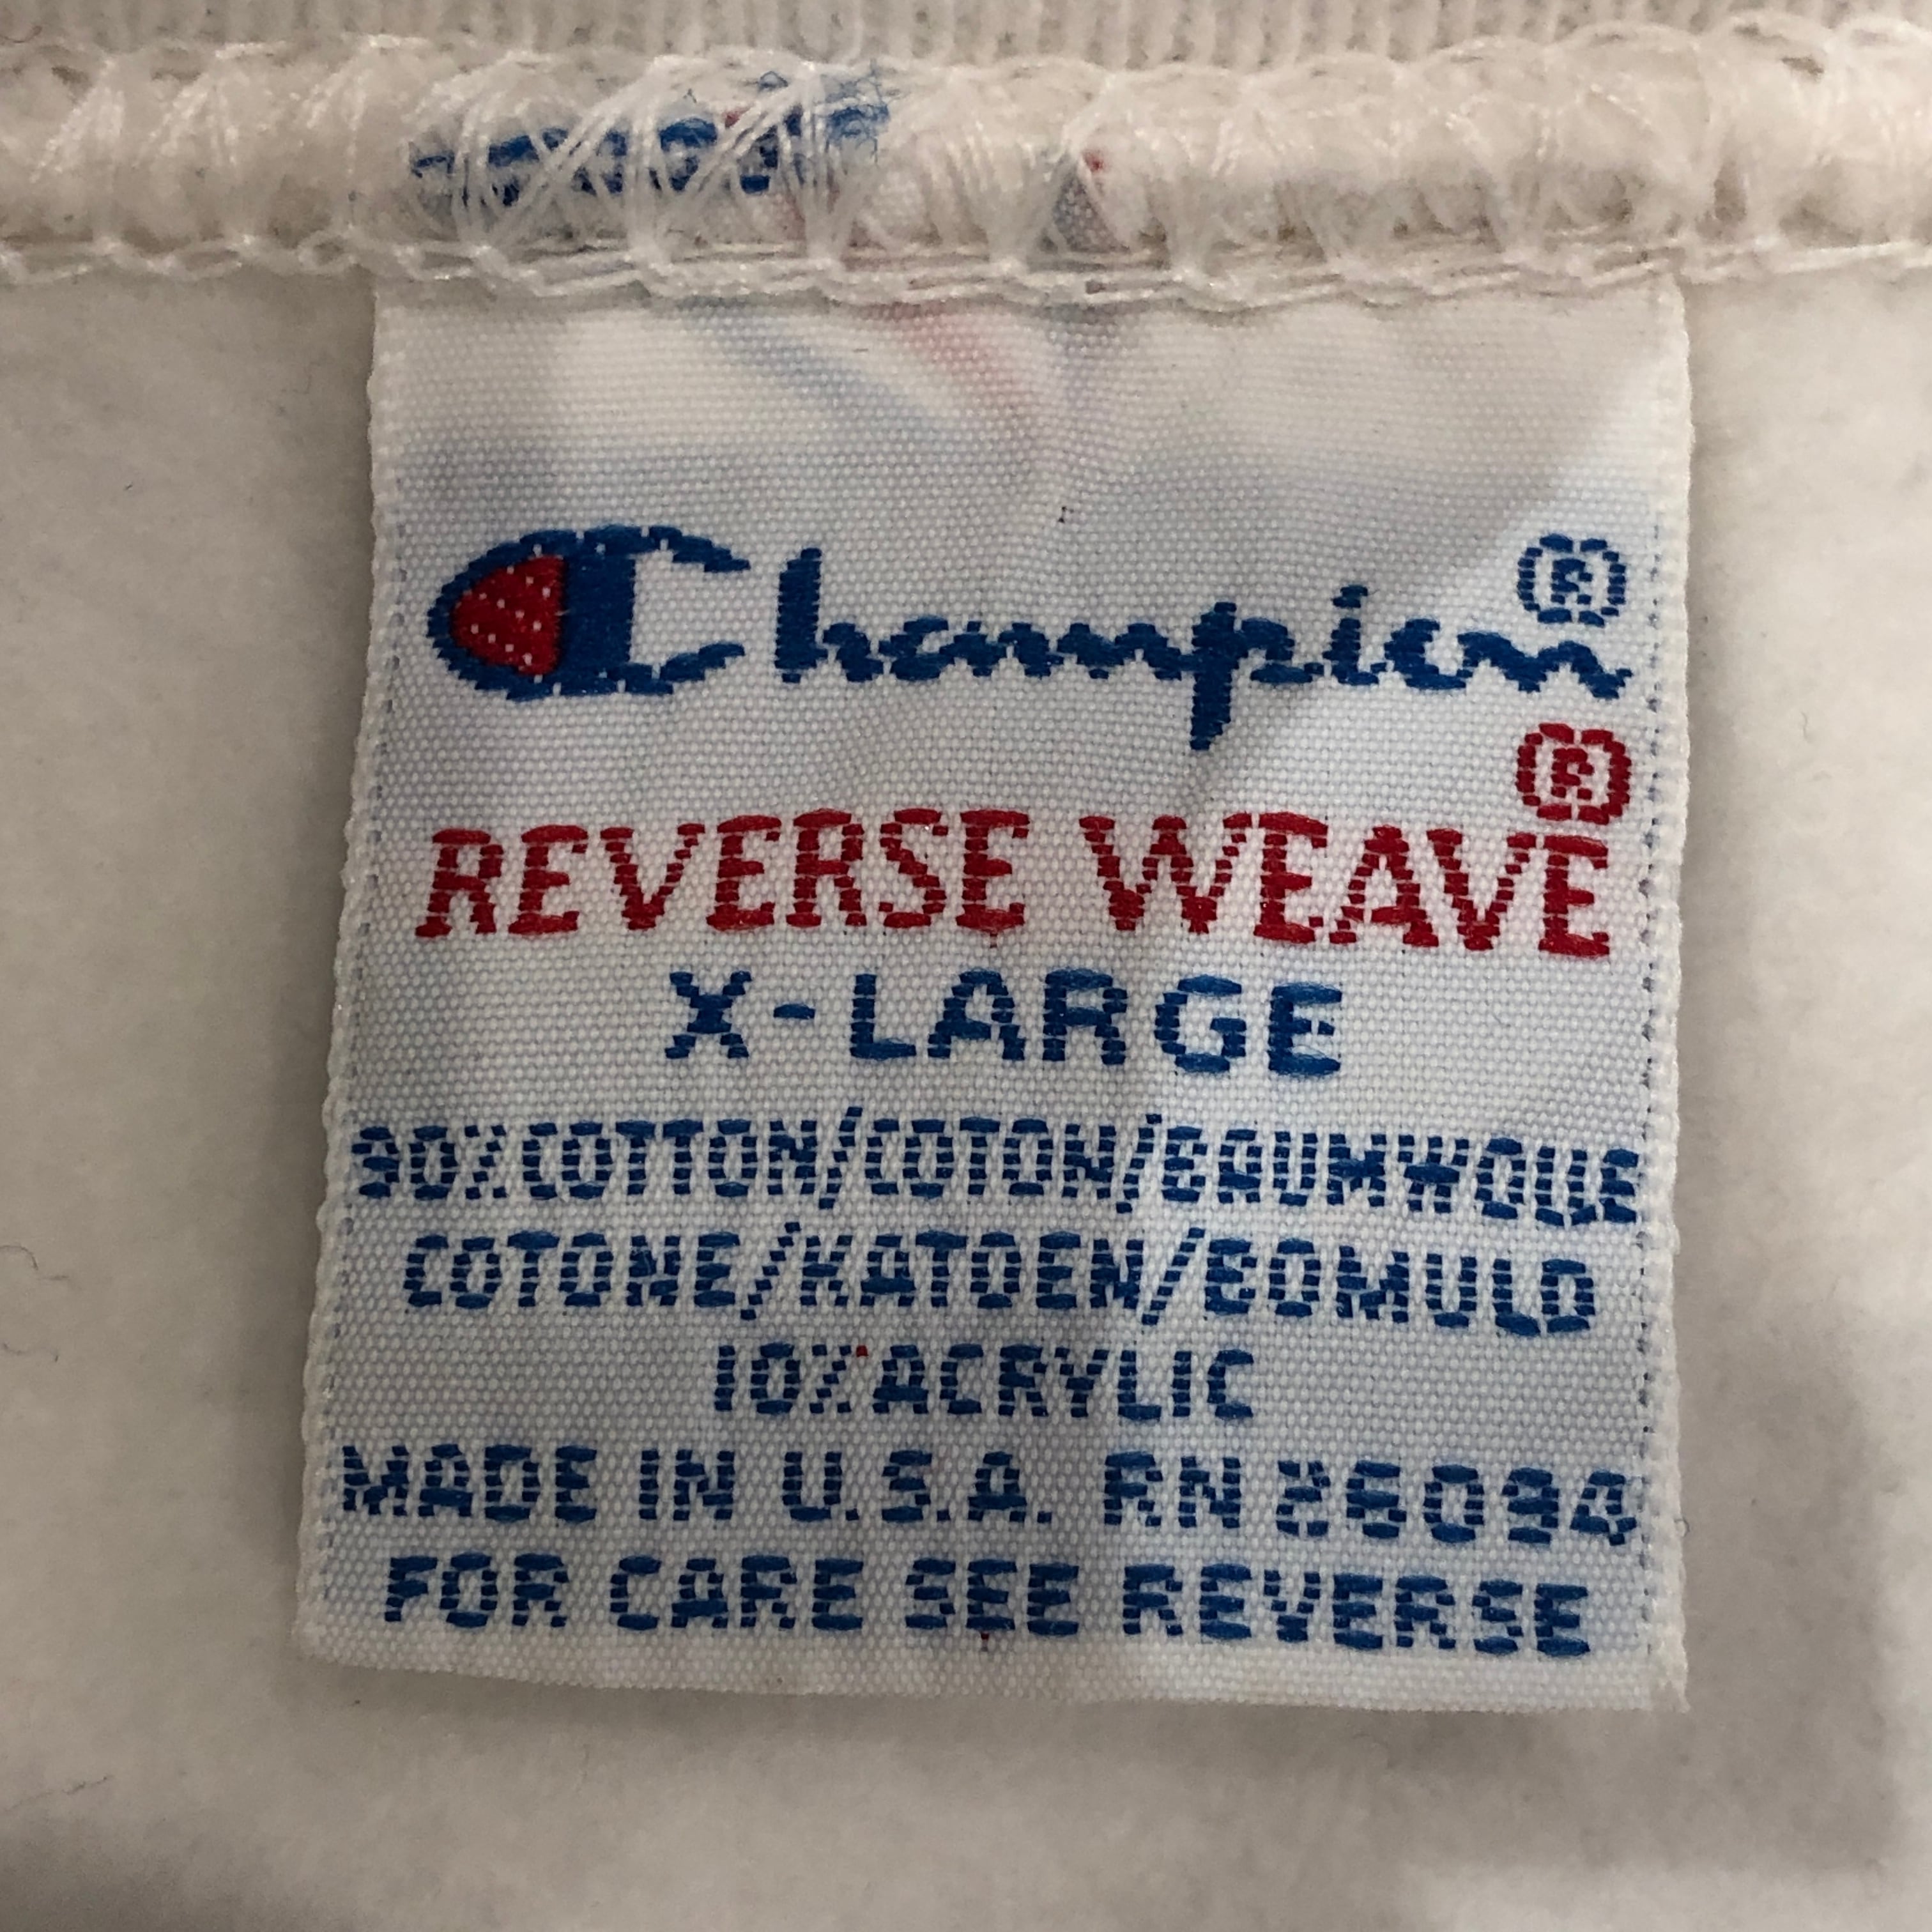 Champion®
REVERSE WEAVE®
X-LARGE
90%COTTON/COTON/BAUMWOLLE
COTONE/KATOEN/BOMULD
10%ACRYLIC
MADE IN U.S.A. RN 26094
FOR CARE SEE REVERSE